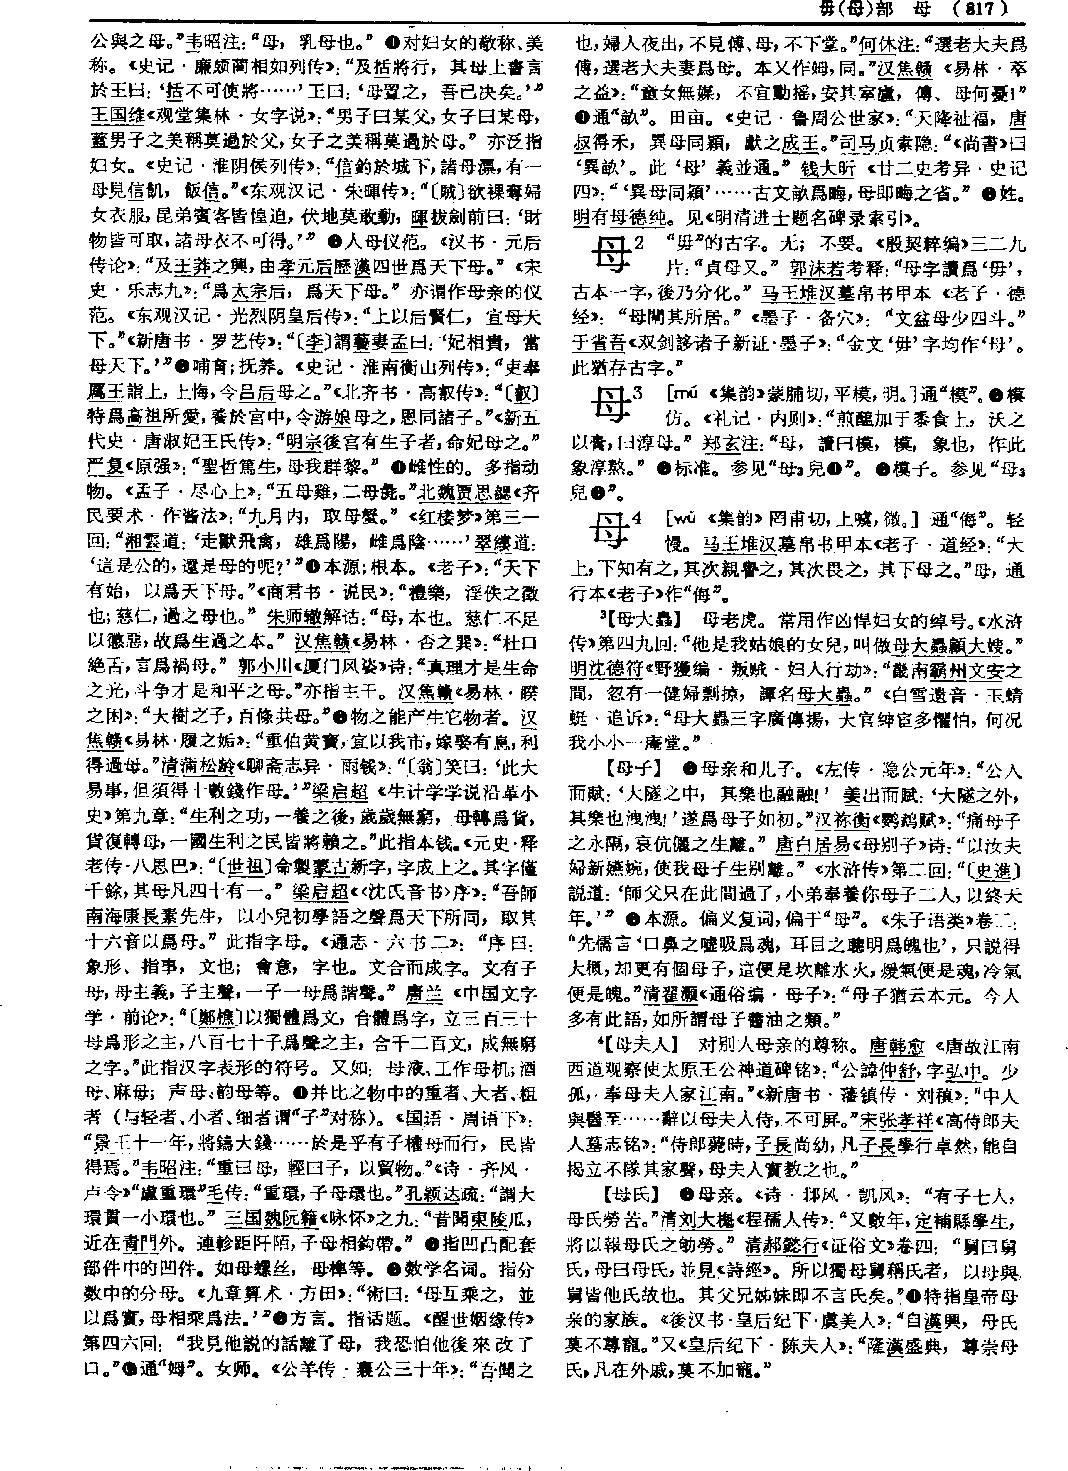 毋(母)部　母　(817)
公與之母。”韦昭注：“母，乳母也。” ❹对妇女的敬称、美
称。《史记·廉颇蔺相如列传》：“及括將行，其母上書言
於王曰：‘括不可使將……’王曰：‘母置之，吾已决矣。’”
王国维《观堂集林·女字说》：“男子曰某父，女子曰某母，
蓋男子之美稱莫過於父，女子之美稱莫過於母。” 亦泛指
妇女。《史记·淮阴侯列传》：“信釣於城下，諸母漂，有一
母見信飢，飯信。”《东观汉记·朱暉传》：“〔賊〕欲裸奪婦
女衣服，昆弟賓客皆惶迫，伏地莫敢動，暉拔劍前曰：‘財
物皆可取，諸母衣不可得。’” ❺人母仪范。《汉书·元后
传论》：“及王莽之興，由孝元后歷漢四世爲天下母。”《宋
史·乐志九》：“爲太宗后，爲天下母。” 亦谓作母亲的仪
范。《东观汉记·光烈阴皇后传》：“上以后賢仁，宜母天
下。”《新唐书·罗艺传》：“〔李〕謂藝妻孟曰：‘妃相貴，當
母天下。’” ❻哺育；抚养。《史记·淮南衡山列传》：“吏奉
厲王詣上，上悔，令吕后母之。”《北齐书·高叡传》：“〔叡〕
特爲高祖所愛，養於宮中，令游娘母之，恩同諸子。”《新五
代史·唐淑妃王氏传》：“明宗後宮有生子者，命妃母之。”
严复《原强》：“聖哲篤生，母我群黎。” ❼雌性的。多指动
物。《孟子·尽心上》：“五母雞，二母彘。”北魏贾思勰《齐
民要术·作酱法》：“九月内，取母蟹。”《红楼梦》第三一
回：“湘雲道：‘走獸飛禽，雄爲陽，雌爲陰……’翠縷道：
‘這是公的，還是母的呢？’” ❽本源；根本。《老子》：“天下
有始，以爲天下母。”《商君书·说民》：“禮樂，淫佚之徵
也；慈仁，過之母也。” 朱师辙解诂：“母，本也。慈仁不足
以懲惡，故爲生過之本。” 汉焦赣《易林·否之巽》：“杜口
絶舌，言爲禍母。” 郭小川《厦门风姿》诗：“真理才是生命
之光，斗争才是和平之母。”亦指主干。汉焦赣《易林·睽
之困》：“大樹之子，百條共母。” ❾物之能产生它物者。汉
焦赣《易林·履之垢》：“重伯黄寶，宜以我市，嫁娶有息，利
得過母。”清蒲松龄《聊斋志异·雨钱》：“〔翁〕笑曰：‘此大
易事，但須得十數錢作母。’”梁启超《生计学学说沿革小
史》第九章：“生利之功，一養之後，歲歲無窮，母轉爲貨，
貨復轉母，一國生利之民皆將賴之。”此指本钱。《元史·释
老传·八思巴》：“〔世祖〕命製蒙古新字，字成上之。其字僅
千餘，其母凡四十有一。” 梁启超《〈沈氏音书〉序》：“吾師
南海康長素先生，以小兒初學語之聲爲天下所同，取其
十六音以爲母。” 此指字母。《通志·六书二》：“序曰：
象形、指事，文也；會意，字也。文合而成字。文有子
母，母主義，子主聲，一子一母爲諧聲。” 唐兰《中国文字
学·前论》：“〔鄭樵〕以獨體爲文，合體爲字，立三百三十
母爲形之主，八百七十子爲聲之主，合千二百文，成無窮
之字。”此指汉字表形的符号。又如：母液、工作母机；酒
母、麻母；声母、韵母等。 ❿并比之物中的重者、大者、粗
者（与轻者、小者、细者谓“子”对称）。《国语·周语下》：
“景王十一年，將鑄大錢……於是乎有子權母而行，民皆
得焉。”韦昭注：“重曰母，輕曰子，以貿物。”《诗·齐风·
卢令》“盧重環”毛传：“重環，子母環也。”孔颖达疏：“謂大
環貫一小環也。” 三国魏阮籍《咏怀》之九：“昔聞東陵瓜，
近在青門外。連軫距阡陌，子母相鈎帶。” ⓫指凹凸配套
部件中的凹件。如母螺丝，母榫等。 ⓬数学名词。指分
数中的分母。《九章算术·方田》：“術曰：‘母互乘之，並
以爲實，母相乘爲法。’” ⓭方言。指话题。《醒世姻缘传》
第四六回：“我見他説的話離了母，我恐怕他後來改了
口。” ⓮通“姆”。女师。《公羊传·襄公三十年》：“吾聞之
也，婦人夜出，不見傅、母，不下堂。”何休注：“選老大夫爲
傅，選老大夫妻爲母。本又作姆，同。”汉焦赣《易林·萃
之益》：“童女無媒，不宜動摇，安其室廬，傅、母何憂！”
⓯通“畝”。田亩。《史记·鲁周公世家》：“天降祉福，唐
叔得禾，異母同穎，獻之成王。”司马贞索隐：“《尚書》曰
‘異畝’。此‘母’義並通。” 钱大昕《廿二史考异·史记
四》：“‘異母同穎’……古文畝爲晦，母即晦之省。” ⓰姓。
明有母德纯。见《明清进士题名碑录索引》。
母2 “毋”的古字。无；不要。《殷契粹编》三二九
片：“貞母又。” 郭沫若考释：“母字讀爲‘毋’，
古本一字，後乃分化。” 马王堆汉墓帛书甲本《老子·德
经》：“母閘其所居。”《墨子·备穴》：“文盆母少四斗。”
于省吾《双剑誃诸子新证·墨子》：“金文‘毋’字均作‘母’。
此猶存古字。”
母3 ［mú 《集韵》蒙脯切，平模，明。］通“模”。❶模
仿。《礼记·内则》：“煎醢加于黍食上，沃之
以膏，曰淳母。” 郑玄注：“母，讀曰模，模，象也，作此
象淳熬。” ❷标准。参见“母3兒❶”。 ❸模子。参见“母3
兒❷”。
母4 ［wǔ 《集韵》罔甫切，上噳，微。］ 通“侮”。轻
慢。马王堆汉墓帛书甲本《老子·道经》：“大
上，下知有之，其次親譽之，其次畏之，其下母之。”母，通
行本《老子》作“侮”。
3【母大蟲】 母老虎。常用作凶悍妇女的绰号。《水浒
传》第四九回：“他是我姑娘的女兒，叫做母大蟲顧大嫂。”
明沈德符《野獲编·叛贼·妇人行劫》：“畿南霸州文安之
間，忽有一健婦剽掠，諢名母大蟲。”《白雪遗音·玉蜻
蜓·追诉》：“母大蟲三字廣傳揚，大官紳宦多懼怕，何况
我小小一庵堂。”
【母子】 ❶母亲和儿子。《左传·隐公元年》：“公入
而賦：‘大隧之中，其樂也融融！’姜出而賦：‘大隧之外，
其樂也洩洩！’遂爲母子如初。”汉祢衡《鹦鹉赋》：“痛母子
之永隔，哀伉儷之生離。” 唐白居易《母别子》诗：“以汝夫
婦新嬿婉，使我母子生别離。”《水浒传》第二回：“〔史進〕
説道：‘師父只在此間過了，小弟奉養你母子二人，以終天
年。’” ❷本源。偏义复词，偏于“母”。《朱子语类》卷三：
“先儒言‘口鼻之嘘吸爲魂，耳目之聰明爲魄也’，只説得
大概，却更有個母子，這便是坎離水火，煖氣便是魂，冷氣
便是魄。”清翟灏《通俗编·母子》：“母子猶云本元。今人
多有此語，如所謂母子醬油之類。”
4【母夫人】 对别人母亲的尊称。唐韩愈《唐故江南
西道观察使太原王公神道碑铭》：“公諱仲舒，字弘中。少
孤，奉母夫人家江南。”《新唐书·藩镇传·刘稹》：“中人
與醫至……辭以母夫人侍，不可屏。”宋张孝祥《高侍郎夫
人墓志铭》：“侍郎薨時，子長尚幼，凡子長學行卓然，能自
揭立不隊其家聲，母夫人實教之也。”
【母氏】 ❶母亲。《诗·邶风·凯风》：“有子七人，
母氏勞苦。”清刘大櫆《程孺人传》：“又數年，定補縣學生，
將以報母氏之劬勞。” 清郝懿行《证俗文》卷四：“舅曰舅
氏，母曰母氏，並見《詩經》。所以獨母舅稱氏者，以母與
舅皆他氏故也。其父兄姊妹即不言氏矣。” ❷特指皇帝母
亲的家族。《後汉书·皇后纪下·虞美人》：“自漢興，母氏
莫不尊寵。”又《皇后纪下·陈夫人》：“隆漢盛典，尊崇母
氏，凡在外戚，莫不加寵。”